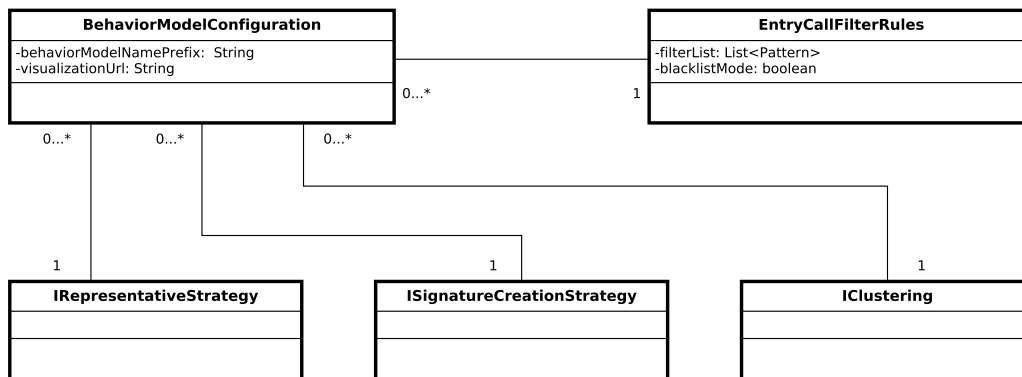 BehaviorModelConfiguration
-behaviorModelNamePrefix:  String
-visualizationUrl: String
EntryCallFilterRules
-filterList: List<Pattern>
-blacklistMode: boolean
0...*
1
0...*
0...*
0...*
1
1
1
IRepresentativeStrategy
ISignatureCreationStrategy
IClustering